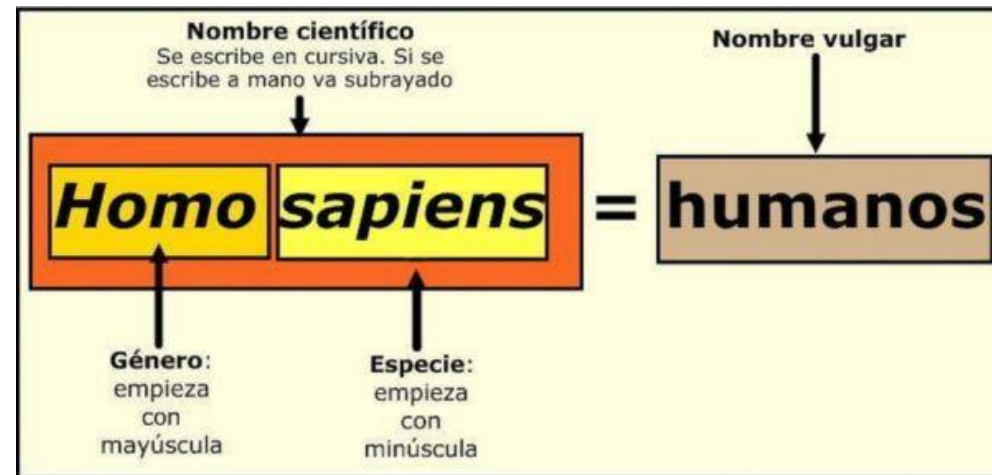 Nombre científico
Se escribe en cursiva. Si se
escribe a mano va subrayado
Nombre vulgar
Homo sapiens = humanos
Género:
empieza
con
mayúscula
Especie:
empieza
con
minúscula